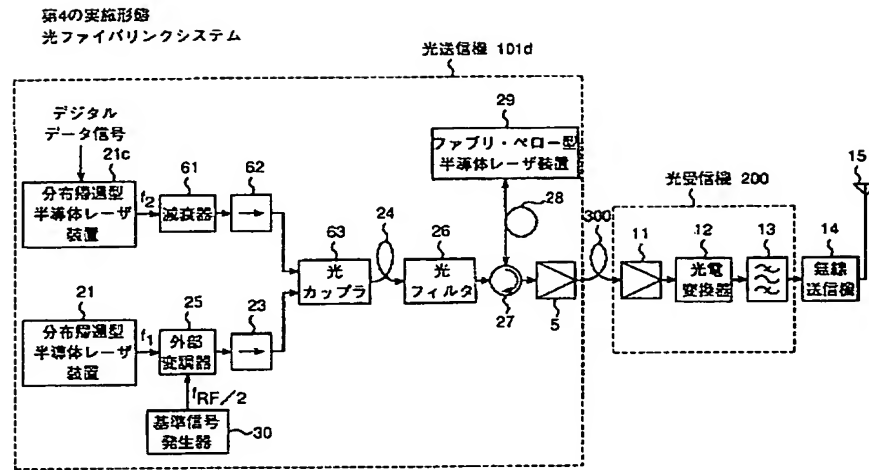 第4の実施形態
光ファイバリンクシステム
光送信機 101d
デジタル
データ信号
21c
分布帰還型
半導体レーザ
装置
f2
61
減衰器
62
29
ファブリ・ペロー型
半導体レーザ装置
28
63
光
カップラ
24
26
光
フィルタ
27
5
300
光受信機 200
11
12
光電
変換器
13
14
無線
送信機
15
21
分布帰還型
半導体レーザ
装置
f1
25
外部
変調器
23
fRF/2
基準信号
発生器
30